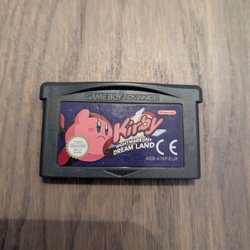 GAME BOY ADVANCE
Nintendo
Kirby
NIGHTMARE IN
DREAM LAND
CE
AGB-A7KP-EUR